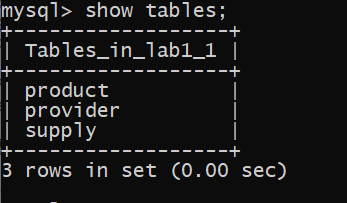 mysql> show tables;
+------------------+
| Tables_in_lab1_1 |
+------------------+
| product          |
| provider         |
| supply           |
+------------------+
3 rows in set (0.00 sec)